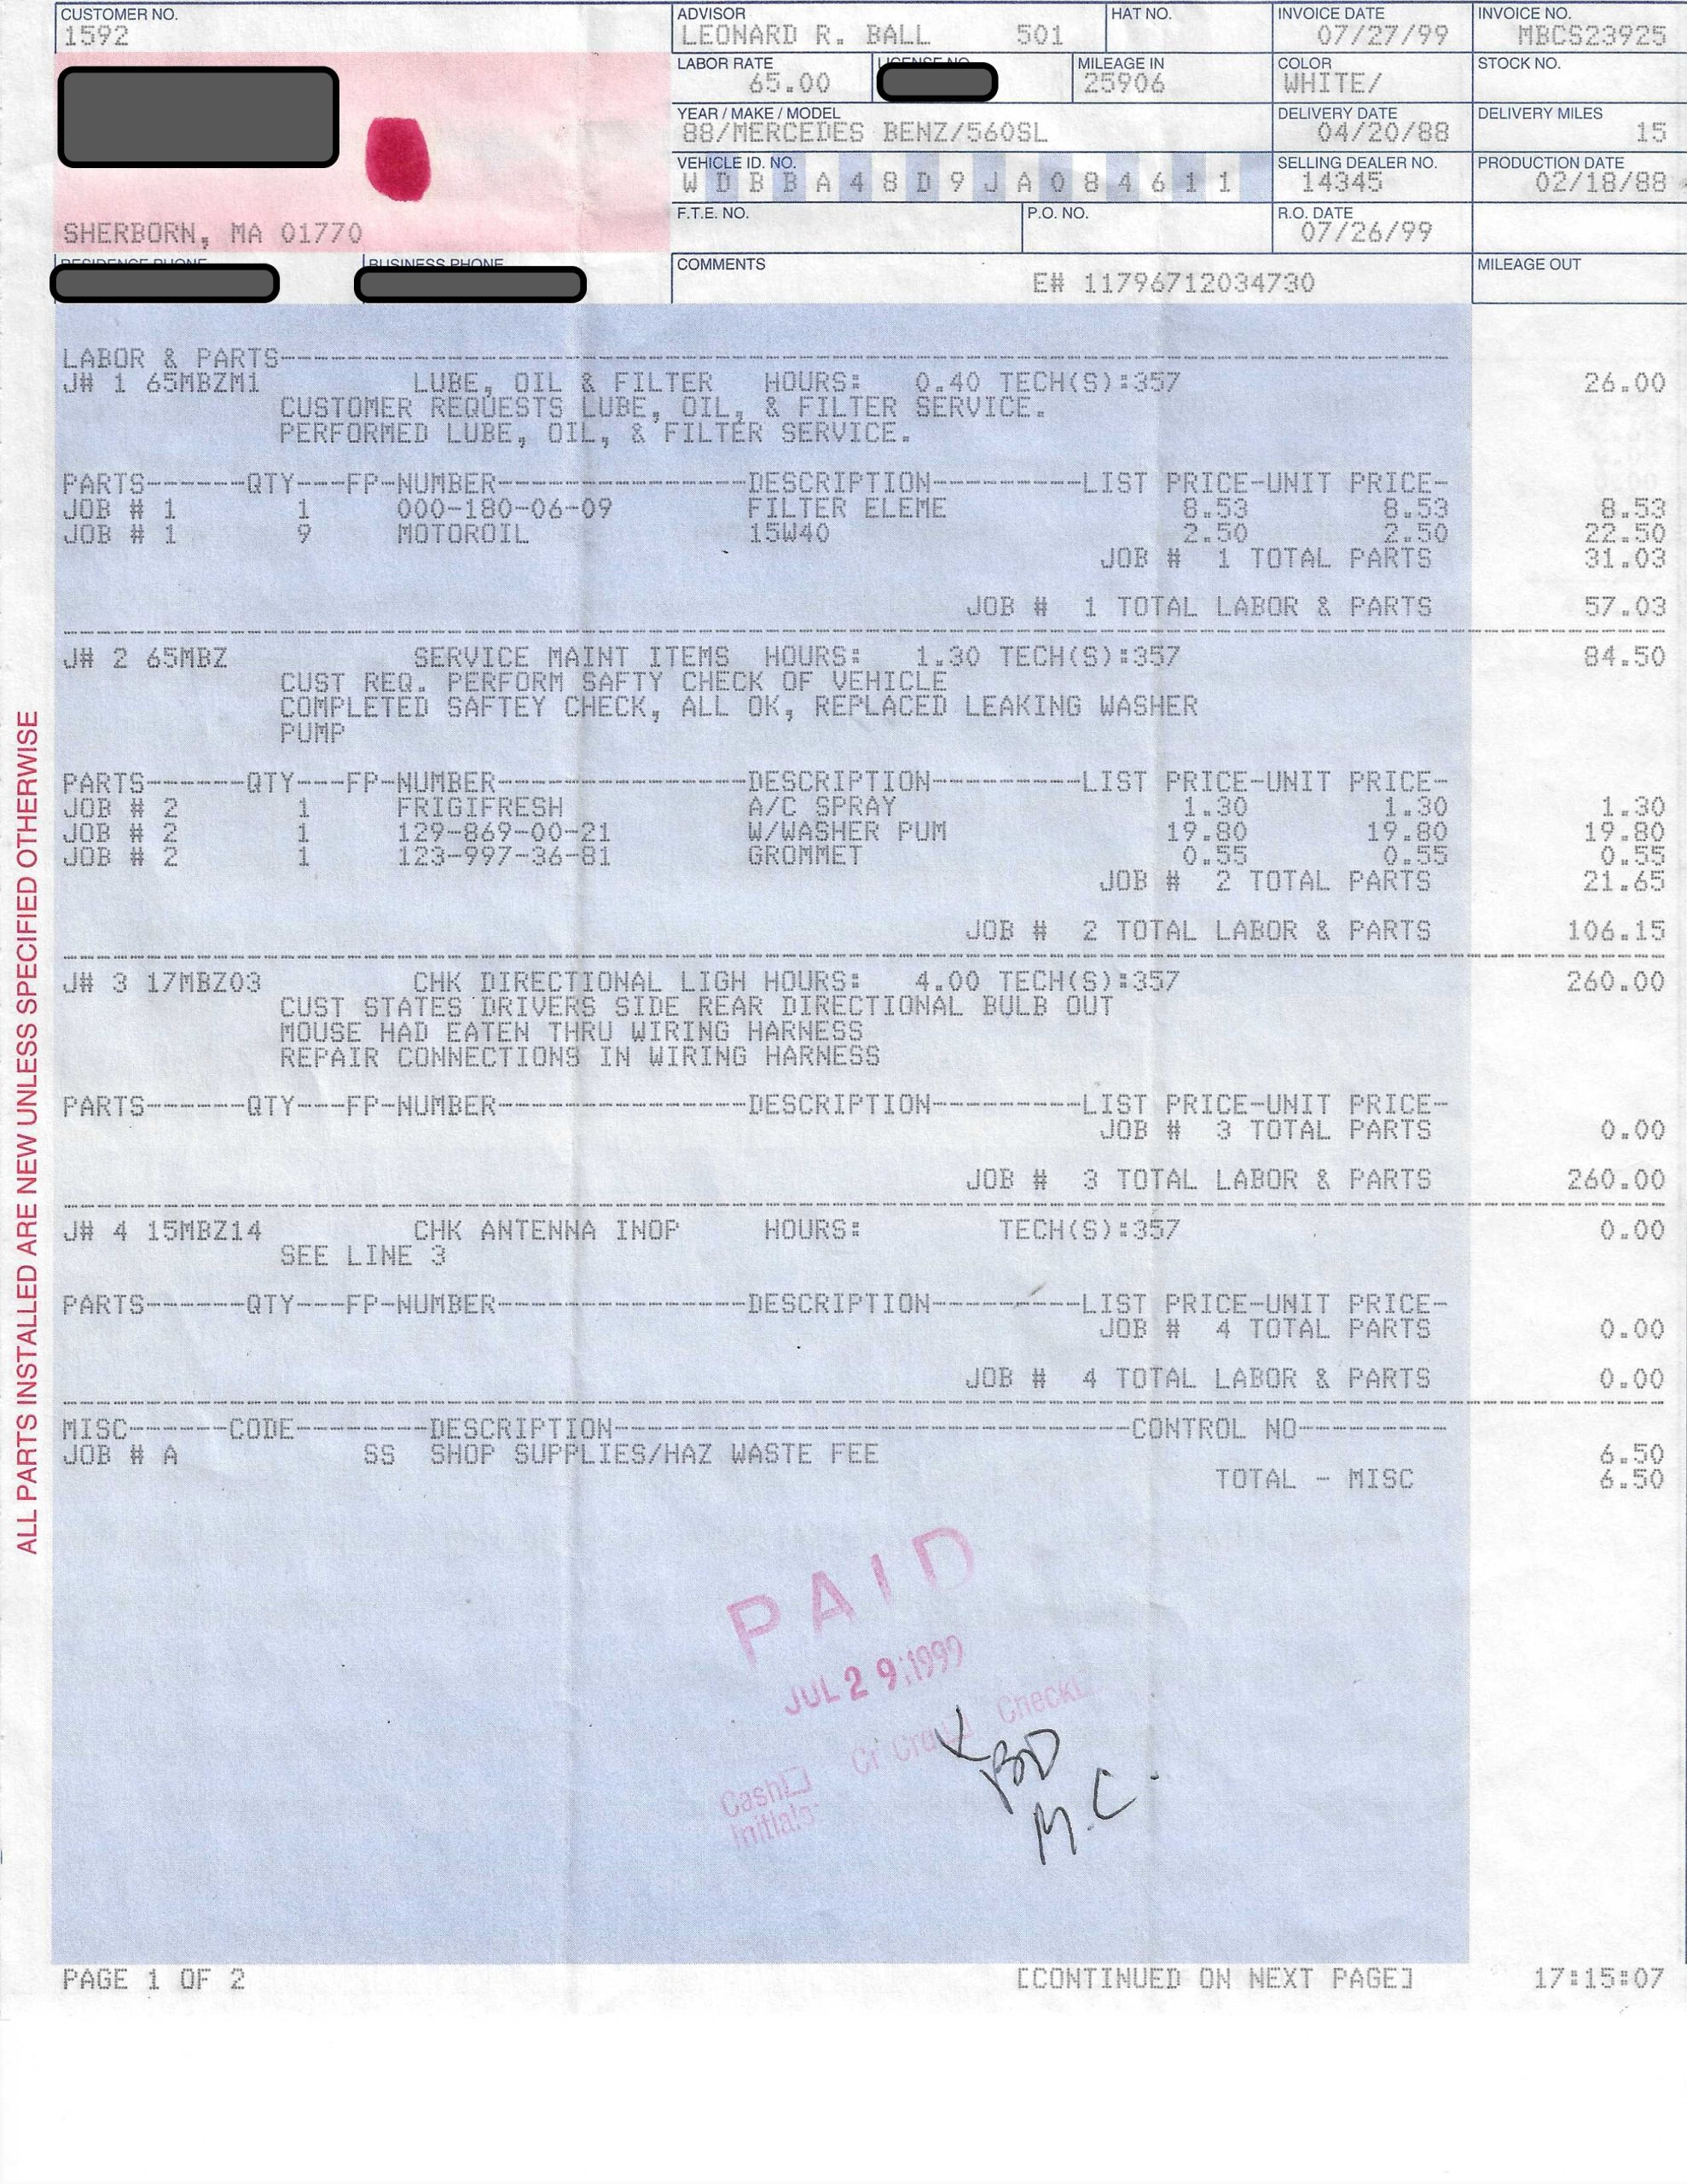 CUSTOMER NO.
1592
ADVISOR
LEONARD R. BALL 501
HAT NO.
INVOICE DATE
07/27/99
INVOICE NO.
MBCS23925
LABOR RATE
65.00
LICENSE NO.
MILEAGE IN
25906
COLOR
WHITE/
STOCK NO.
YEAR / MAKE / MODEL
88/MERCEDES BENZ/560SL
DELIVERY DATE
04/20/88
DELIVERY MILES
15
VEHICLE ID. NO.
W D B B A 4 8 D 9 J A 0 8 4 6 1 1
SELLING DEALER NO.
14345
PRODUCTION DATE
02/18/88
F.T.E. NO.
P.O. NO.
R.O. DATE
07/26/99
SHERBORN, MA 01770
RESIDENCE PHONE
BUSINESS PHONE
COMMENTS
E# 11796712034730
MILEAGE OUT
LABOR & PARTS------------------------------------------------
J# 1 65MBZM1 LUBE, OIL & FILTER HOURS: 0.40 TECH(S):357 26.00
CUSTOMER REQUESTS LUBE, OIL, & FILTER SERVICE.
PERFORMED LUBE, OIL, & FILTER SERVICE.
PARTS------QTY---FP-NUMBER---------------DESCRIPTION---------LIST PRICE-UNIT PRICE-
JOB # 1 1 000-180-06-09 FILTER ELEME 8.53 8.53 8.53
JOB # 1 9 MOTOROIL 15W40 2.50 2.50 22.50
JOB # 1 TOTAL PARTS 31.03
JOB # 1 TOTAL LABOR & PARTS 57.03
J# 2 65MBZ SERVICE MAINT ITEMS HOURS: 1.30 TECH(S):357 84.50
CUST REQ. PERFORM SAFTY CHECK OF VEHICLE
COMPLETED SAFTEY CHECK, ALL OK, REPLACED LEAKING WASHER
PUMP
PARTS------QTY---FP-NUMBER---------------DESCRIPTION---------LIST PRICE-UNIT PRICE-
JOB # 2 1 FRIGIFRESH A/C SPRAY 1.30 1.30 1.30
JOB # 2 1 129-869-00-21 W/WASHER PUM 19.80 19.80 19.80
JOB # 2 1 123-997-36-81 GROMMET 0.55 0.55 0.55
JOB # 2 TOTAL PARTS 21.65
JOB # 2 TOTAL LABOR & PARTS 106.15
J# 3 17MBZ03 CHK DIRECTIONAL LIGH HOURS: 4.00 TECH(S):357 260.00
CUST STATES DRIVERS SIDE REAR DIRECTIONAL BULB OUT
MOUSE HAD EATEN THRU WIRING HARNESS
REPAIR CONNECTIONS IN WIRING HARNESS
PARTS------QTY---FP-NUMBER---------------DESCRIPTION---------LIST PRICE-UNIT PRICE-
JOB # 3 TOTAL PARTS 0.00
JOB # 3 TOTAL LABOR & PARTS 260.00
J# 4 15MBZ14 CHK ANTENNA INOP HOURS: TECH(S):357 0.00
SEE LINE 3
PARTS------QTY---FP-NUMBER---------------DESCRIPTION---------LIST PRICE-UNIT PRICE-
JOB # 4 TOTAL PARTS 0.00
JOB # 4 TOTAL LABOR & PARTS 0.00
MISC------CODE--------DESCRIPTION-------------------------------CONTROL NO---------
JOB # A SS SHOP SUPPLIES/HAZ WASTE FEE 6.50
TOTAL - MISC 6.50
PAID
JUL 29 1999
Cash Cr Check
Initials
M.C.
PAGE 1 OF 2 [CONTINUED ON NEXT PAGE] 17:15:07
ALL PARTS INSTALLED ARE NEW UNLESS SPECIFIED OTHERWISE